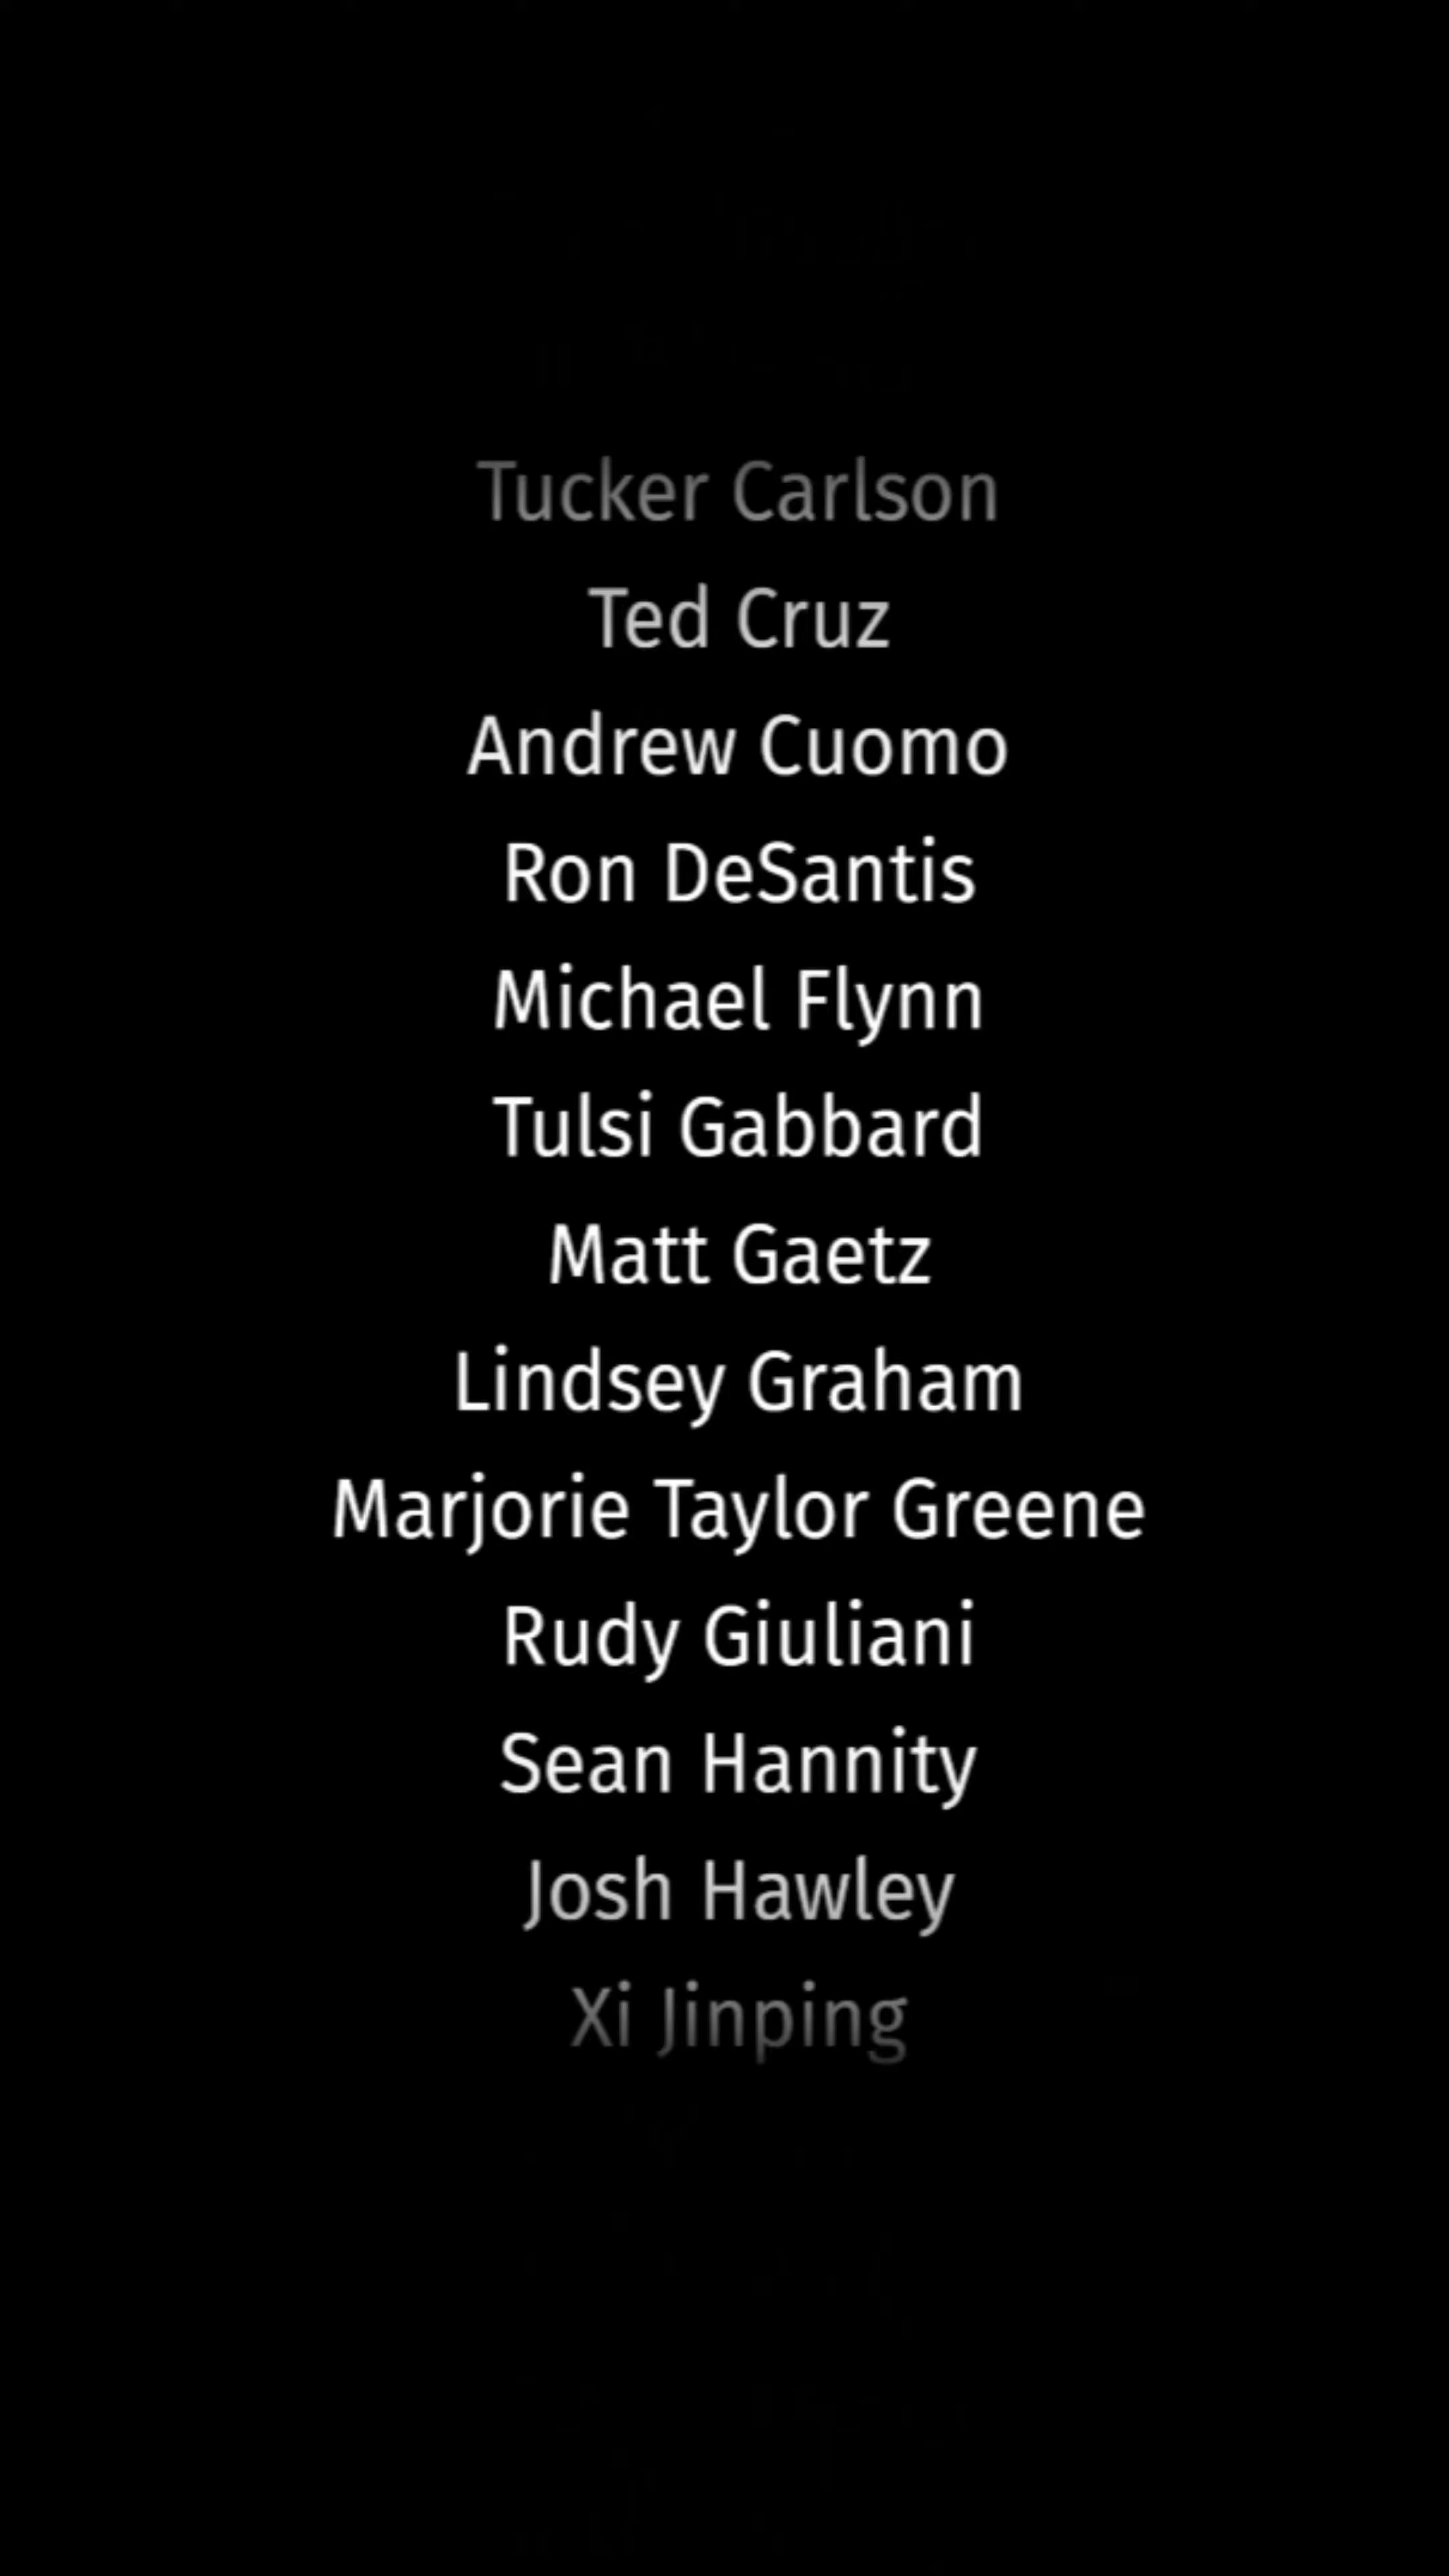 Tucker Carlson
Ted Cruz
Andrew Cuomo
Ron DeSantis
Michael Flynn
Tulsi Gabbard
Matt Gaetz
Lindsey Graham
Marjorie Taylor Greene
Rudy Giuliani
Sean Hannity
Josh Hawley
Xi Jinping